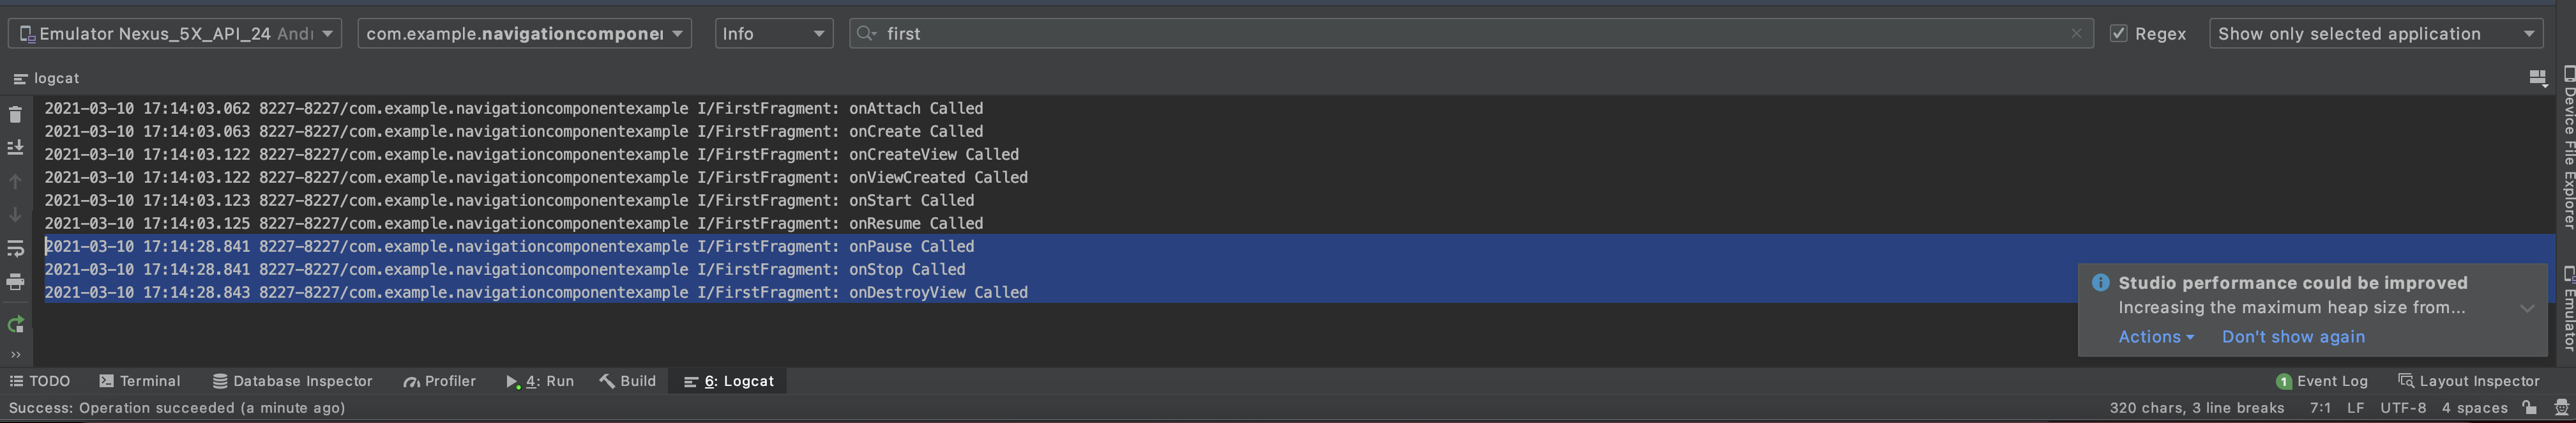 Emulator Nexus_5X_API_24 Andr com.example.navigationcomponer Info first Regex Show only selected application
logcat
2021-03-10 17:14:03.062 8227-8227/com.example.navigationcomponentexample I/FirstFragment: onAttach Called
2021-03-10 17:14:03.063 8227-8227/com.example.navigationcomponentexample I/FirstFragment: onCreate Called
2021-03-10 17:14:03.122 8227-8227/com.example.navigationcomponentexample I/FirstFragment: onCreateView Called
2021-03-10 17:14:03.122 8227-8227/com.example.navigationcomponentexample I/FirstFragment: onViewCreated Called
2021-03-10 17:14:03.123 8227-8227/com.example.navigationcomponentexample I/FirstFragment: onStart Called
2021-03-10 17:14:03.125 8227-8227/com.example.navigationcomponentexample I/FirstFragment: onResume Called
2021-03-10 17:14:28.841 8227-8227/com.example.navigationcomponentexample I/FirstFragment: onPause Called
2021-03-10 17:14:28.841 8227-8227/com.example.navigationcomponentexample I/FirstFragment: onStop Called
2021-03-10 17:14:28.843 8227-8227/com.example.navigationcomponentexample I/FirstFragment: onDestroyView Called
Studio performance could be improved
Increasing the maximum heap size from...
Actions Don't show again
Device File Explorer
Emulator
TODO Terminal Database Inspector Profiler 4: Run Build 6: Logcat 1 Event Log Layout Inspector
Success: Operation succeeded (a minute ago) 320 chars, 3 line breaks 7:1 LF UTF-8 4 spaces